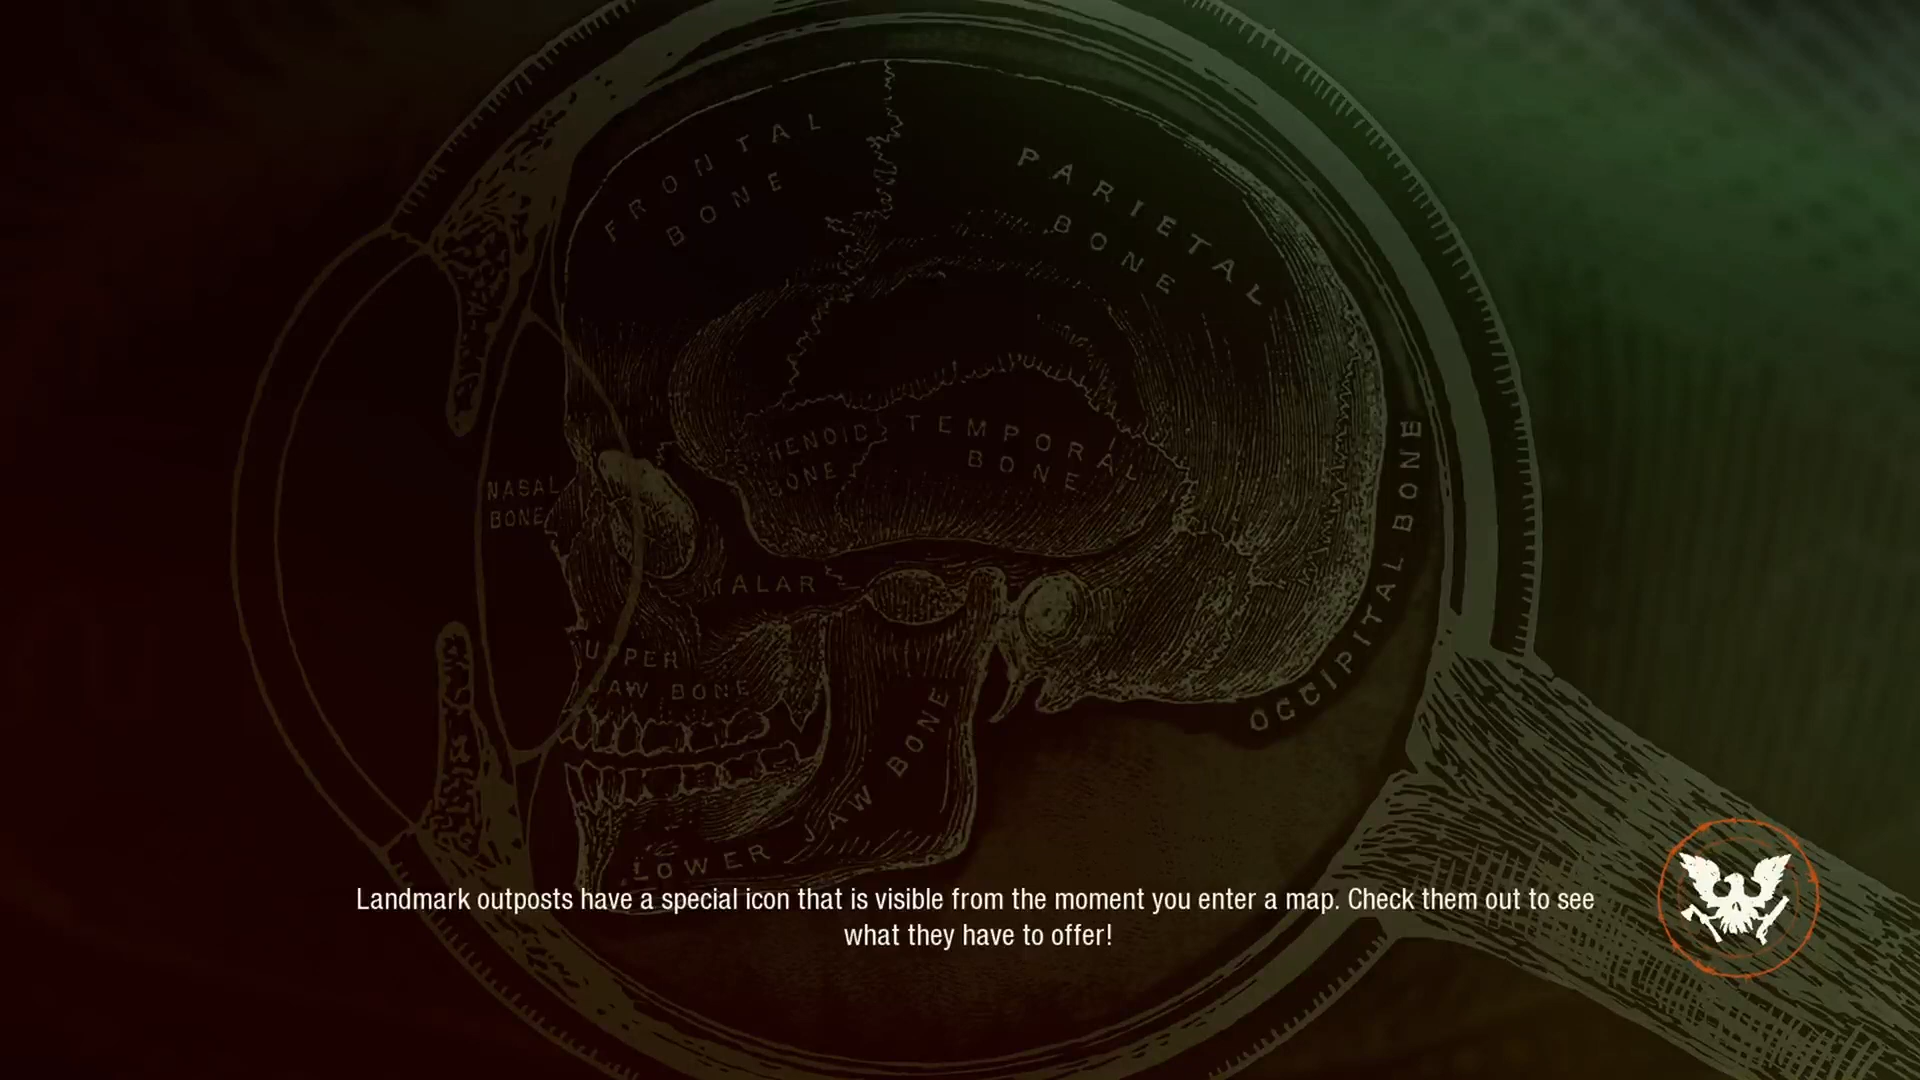 FRONTAL
BONE
PARIETAL
BONE
TEMPORAL
BONE
BONE
NASAL
BONE
OCCIPITAL BONE
UPPER
JAW BONE
LOWER JAW BONE
Landmark outposts have a special icon that is visible from the moment you enter a map. Check them out to see
what they have to offer!